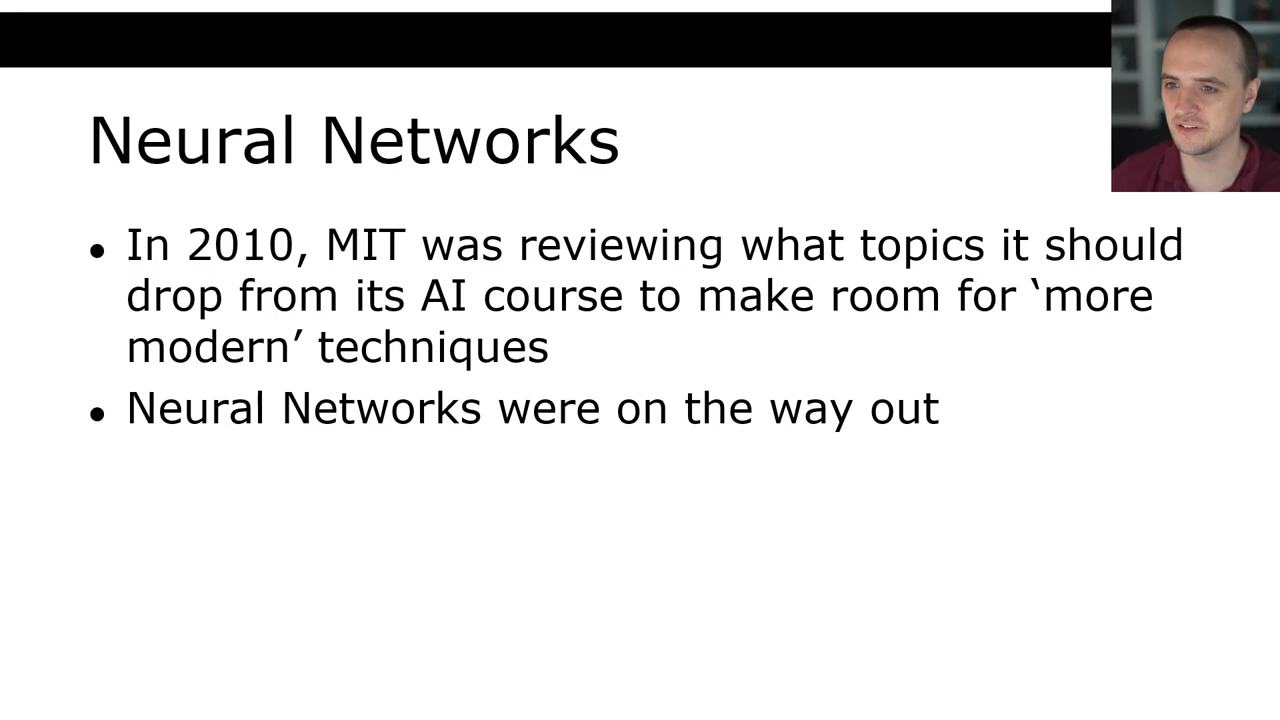 Neural Networks
• In 2010, MIT was reviewing what topics it should
drop from its AI course to make room for ‘more
modern’ techniques
• Neural Networks were on the way out